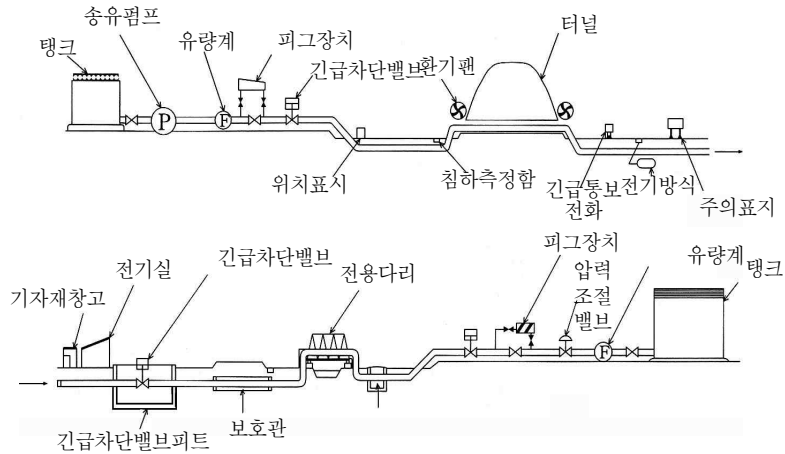 송유펌프
탱크
유량계
피그장치
긴급차단밸브
환기팬
터널
P
F
위치표시
침하측정함
긴급통보
전화
전기방식
주의표지
기자재창고
전기실
긴급차단밸브
전용다리
피그장치
압력
조절
밸브
유량계
탱크
F
긴급차단밸브피트
보호관